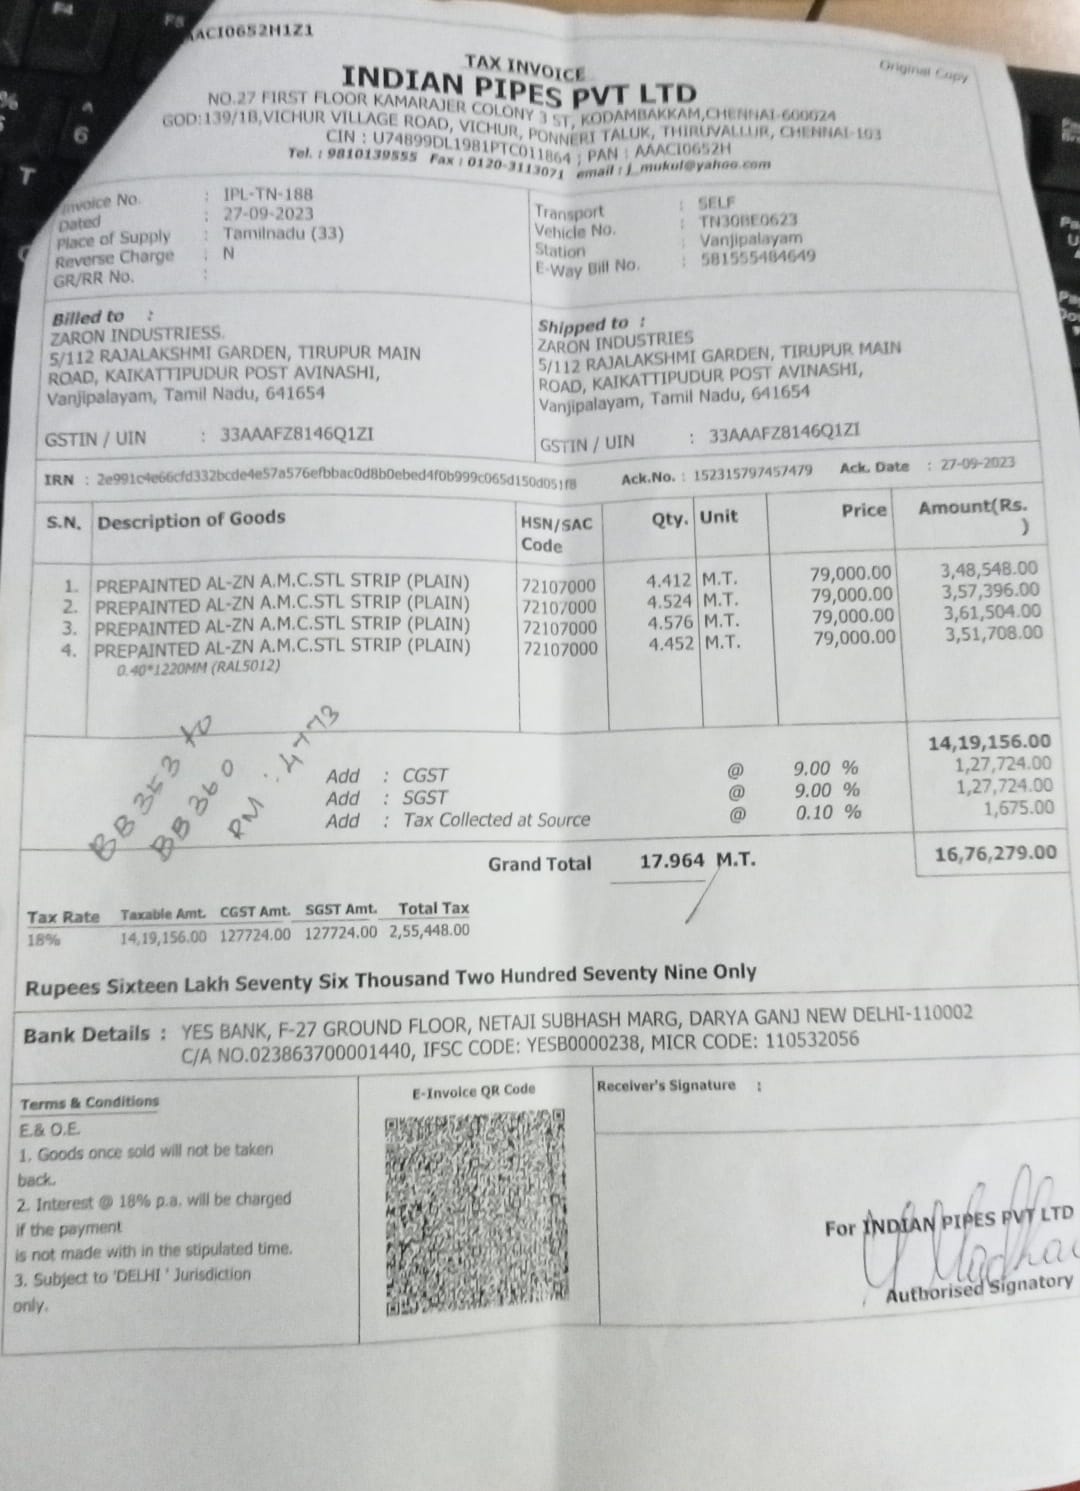 AACI0652H1Z1
Original Copy
TAX INVOICE
INDIAN PIPES PVT LTD
NO.27 FIRST FLOOR KAMARAJER COLONY 3 ST, KODAMBAKKAM,CHENNAI-600024
GOD:139/1B,VICHUR VILLAGE ROAD, VICHUR, PONNERI TALUK, THIRUVALLUR, CHENNAI-103
CIN : U74899DL1981PTC011864 ; PAN : AAACI0652H
Tel. : 9810139555 Fax : 0120-3113071 email : j_mukul@yahoo.com
Invoice No. : IPL-TN-188
Dated : 27-09-2023
Place of Supply : Tamilnadu (33)
Reverse Charge : N
GR/RR No. :
Transport : SELF
Vehicle No. : TN30BE0623
Station : Vanjipalayam
E-Way Bill No. : 581555484649
Billed to :
ZARON INDUSTRIESS.
5/112 RAJALAKSHMI GARDEN, TIRUPUR MAIN
ROAD, KAIKATTIPUDUR POST AVINASHI,
Vanjipalayam, Tamil Nadu, 641654
GSTIN / UIN : 33AAAFZ8146Q1ZI
Shipped to :
ZARON INDUSTRIES
5/112 RAJALAKSHMI GARDEN, TIRUPUR MAIN
ROAD, KAIKATTIPUDUR POST AVINASHI,
Vanjipalayam, Tamil Nadu, 641654
GSTIN / UIN : 33AAAFZ8146Q1ZI
IRN : 2e991c4e66cfd332bcde4e57a576efbbac0d8b0ebed4f0b999c065d150d051f8 Ack.No. : 152315797457479 Ack. Date : 27-09-2023
S.N. Description of Goods HSN/SAC Code Qty. Unit Price Amount(Rs.)
1. PREPAINTED AL-ZN A.M.C.STL STRIP (PLAIN) 72107000 4.412 M.T. 79,000.00 3,48,548.00
2. PREPAINTED AL-ZN A.M.C.STL STRIP (PLAIN) 72107000 4.524 M.T. 79,000.00 3,57,396.00
3. PREPAINTED AL-ZN A.M.C.STL STRIP (PLAIN) 72107000 4.576 M.T. 79,000.00 3,61,504.00
4. PREPAINTED AL-ZN A.M.C.STL STRIP (PLAIN) 72107000 4.452 M.T. 79,000.00 3,51,708.00
0.40*1220MM (RAL5012)
BB353 to
BB360
RM : 4773
14,19,156.00
Add : CGST @ 9.00 % 1,27,724.00
Add : SGST @ 9.00 % 1,27,724.00
Add : Tax Collected at Source @ 0.10 % 1,675.00
Grand Total 17.964 M.T. 16,76,279.00
Tax Rate Taxable Amt. CGST Amt. SGST Amt. Total Tax
18% 14,19,156.00 127724.00 127724.00 2,55,448.00
Rupees Sixteen Lakh Seventy Six Thousand Two Hundred Seventy Nine Only
Bank Details : YES BANK, F-27 GROUND FLOOR, NETAJI SUBHASH MARG, DARYA GANJ NEW DELHI-110002
C/A NO.023863700001440, IFSC CODE: YESB0000238, MICR CODE: 110532056
Terms & Conditions
E.& O.E.
1. Goods once sold will not be taken
back.
2. Interest @ 18% p.a. will be charged
if the payment
is not made with in the stipulated time.
3. Subject to 'DELHI ' Jurisdiction
only.
E-Invoice QR Code
Receiver's Signature :
For INDIAN PIPES PVT LTD
Authorised Signatory